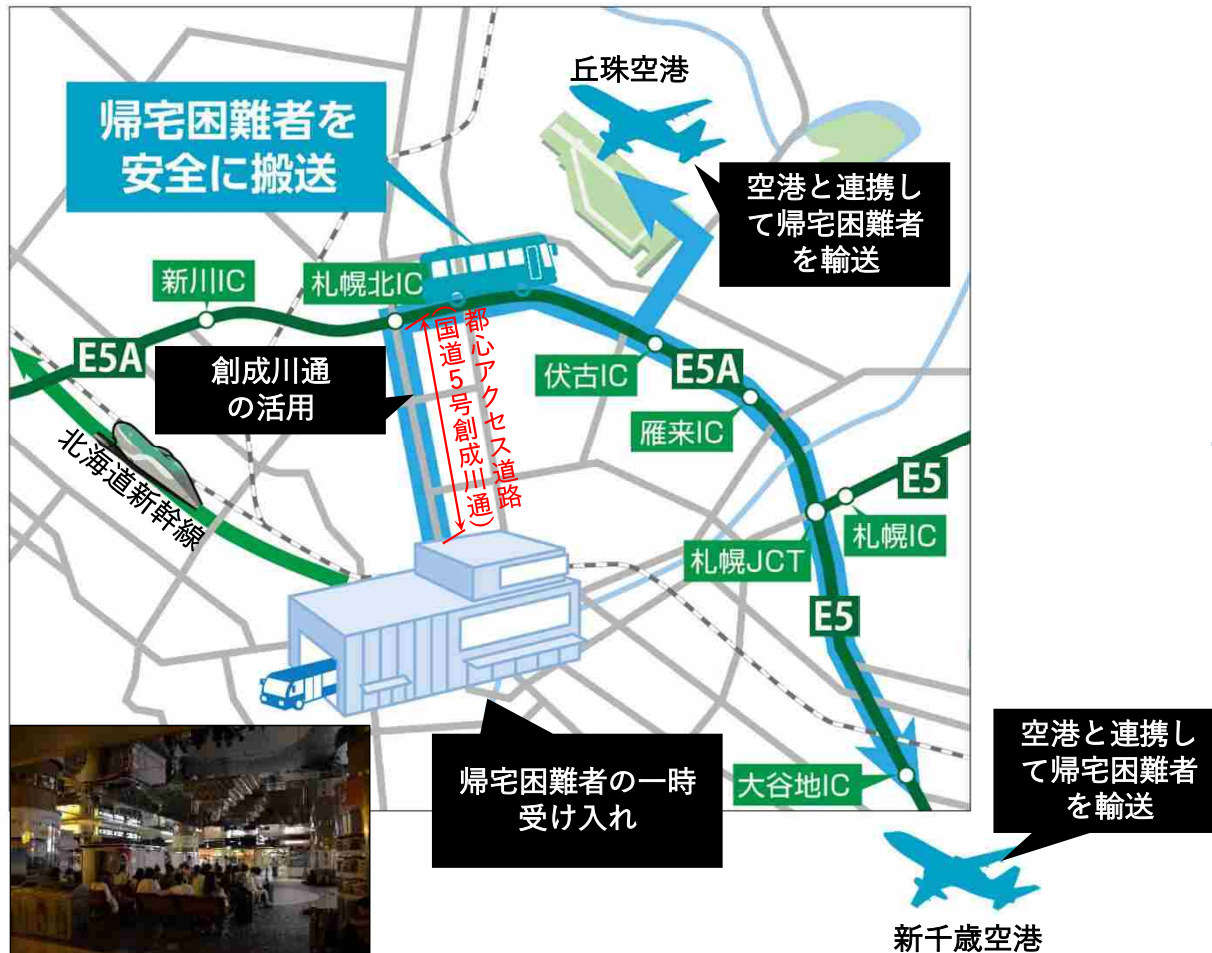 丘珠空港
帰宅困難者を
安全に搬送
空港と連携し
て帰宅困難者
を輸送
新川IC
札幌北IC
E5A
創成川通
の活用
都心アクセス道路
(国道5号創成川通)
伏古IC
E5A
雁来IC
北海道新幹線
E5
札幌IC
札幌JCT
E5
帰宅困難者の一時
受け入れ
大谷地IC
空港と連携し
て帰宅困難者
を輸送
新千歳空港